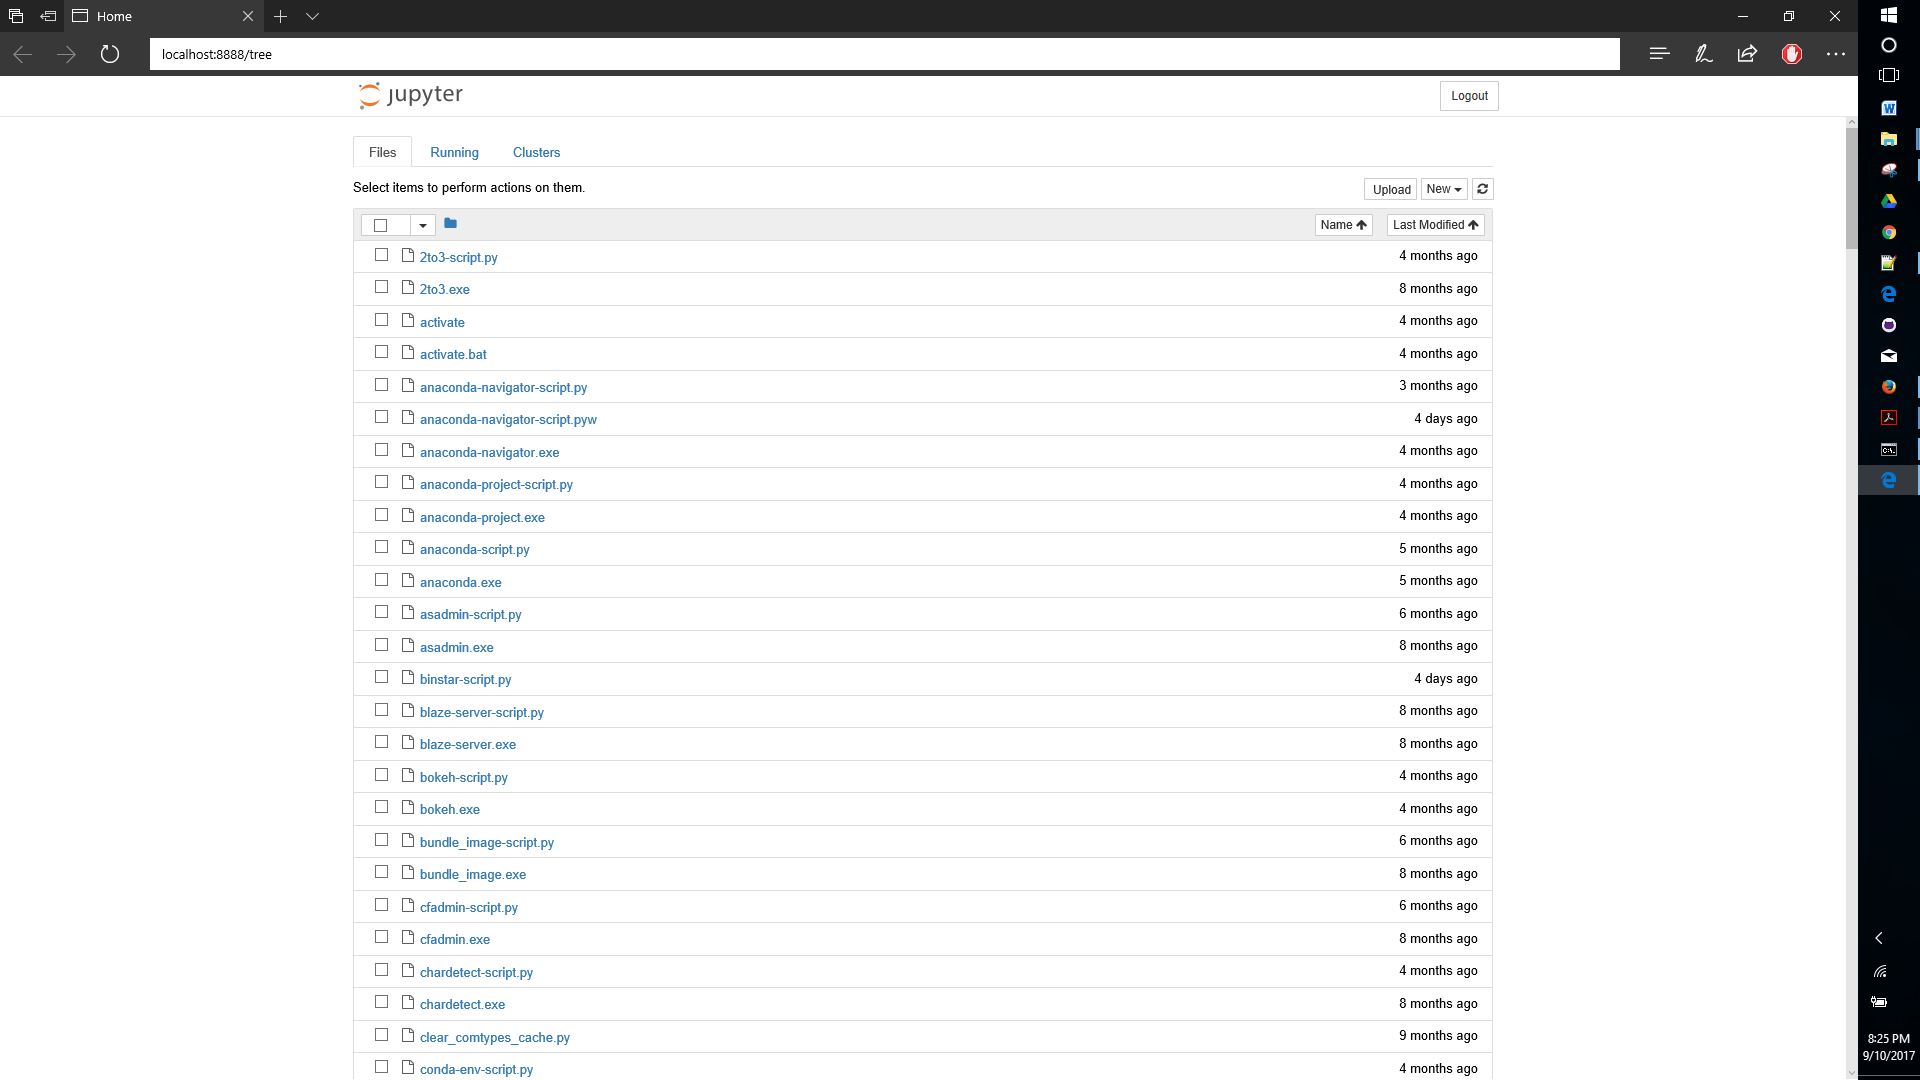 Home
localhost:8888/tree
jupyter
Logout
Files Running Clusters
Select items to perform actions on them.
Upload New
Name Last Modified
2to3-script.py 4 months ago
2to3.exe 8 months ago
activate 4 months ago
activate.bat 4 months ago
anaconda-navigator-script.py 3 months ago
anaconda-navigator-script.pyw 4 days ago
anaconda-navigator.exe 4 months ago
anaconda-project-script.py 4 months ago
anaconda-project.exe 4 months ago
anaconda-script.py 5 months ago
anaconda.exe 5 months ago
asadmin-script.py 6 months ago
asadmin.exe 8 months ago
binstar-script.py 4 days ago
blaze-server-script.py 8 months ago
blaze-server.exe 8 months ago
bokeh-script.py 4 months ago
bokeh.exe 4 months ago
bundle_image-script.py 6 months ago
bundle_image.exe 8 months ago
cfadmin-script.py 6 months ago
cfadmin.exe 8 months ago
chardetect-script.py 4 months ago
chardetect.exe 8 months ago
clear_comtypes_cache.py 9 months ago
conda-env-script.py 4 months ago
8:25 PM
9/10/2017